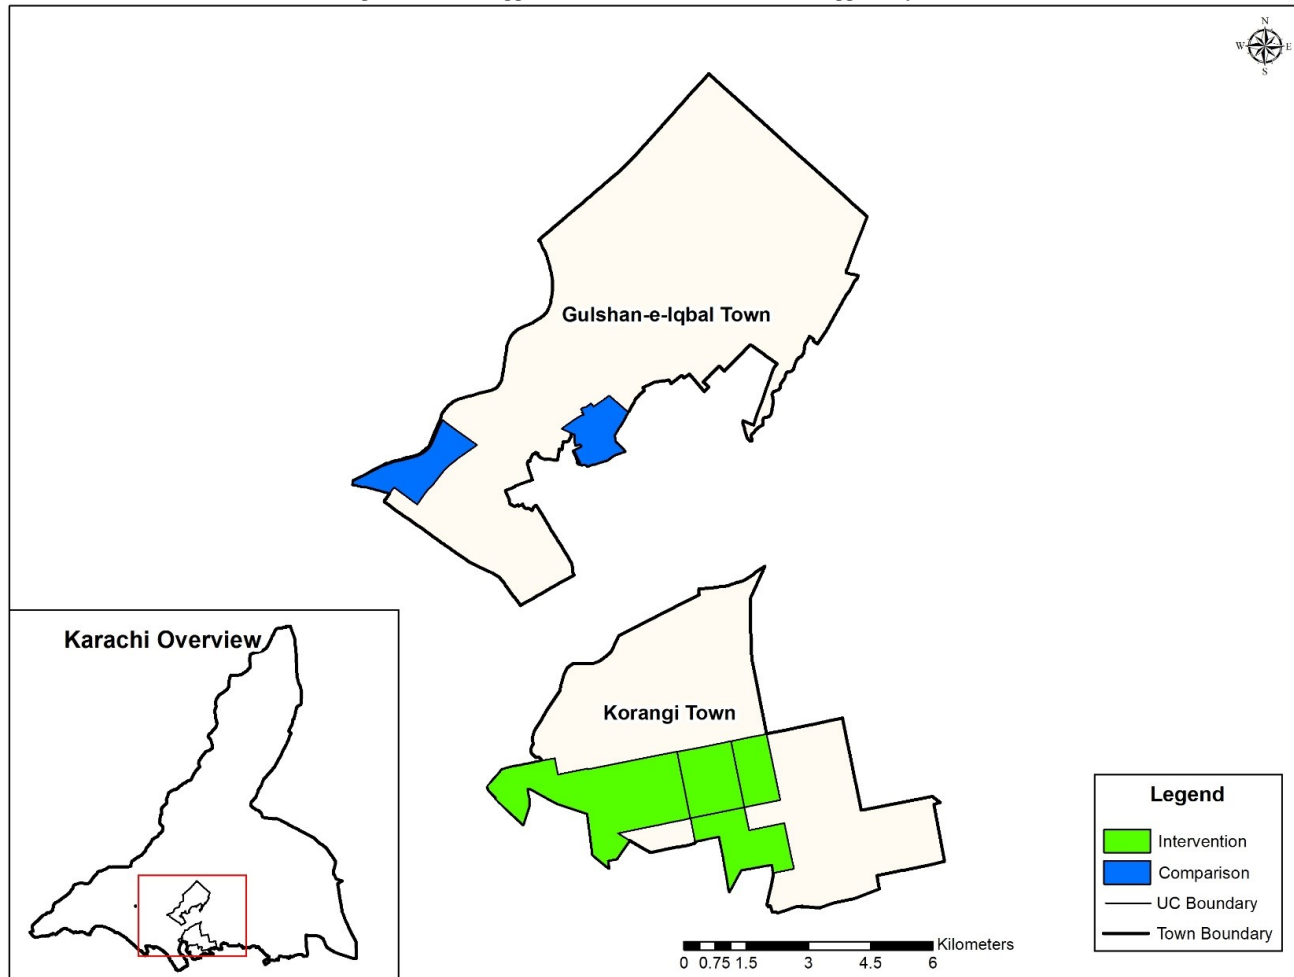 N
W E
S
Gulshan-e-Iqbal Town
Korangi Town
Karachi Overview
Legend
Intervention
Comparison
UC Boundary
Town Boundary
Kilometers
0 0.75 1.5 3 4.5 6